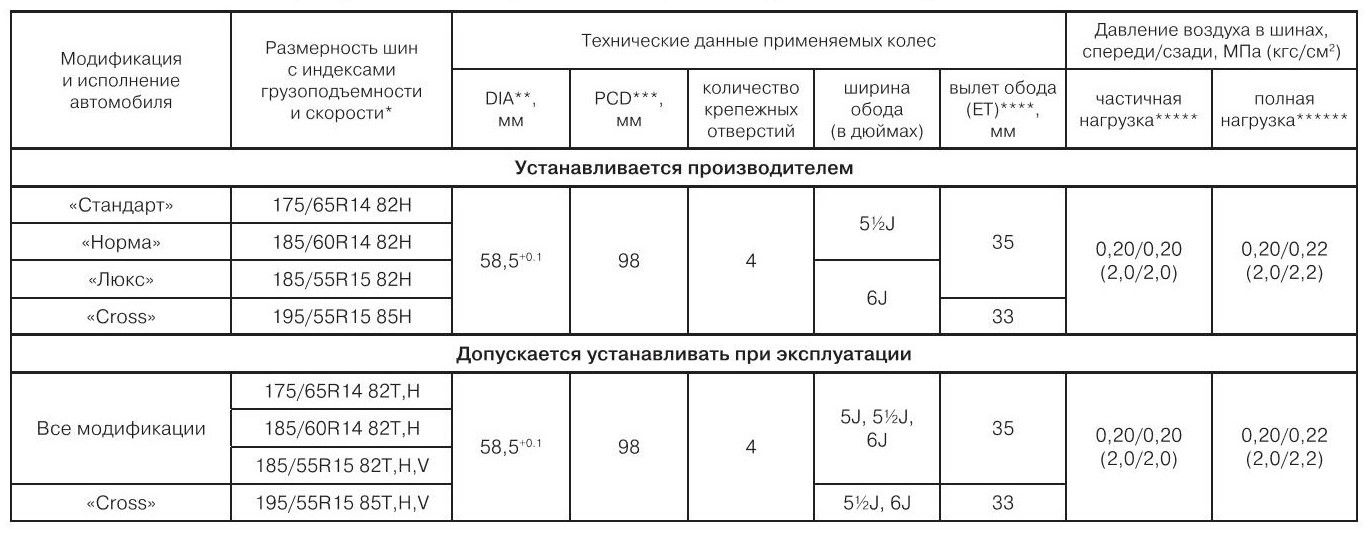 Модификация
и исполнение
автомобиля
Размерность шин
с индексами
грузоподъемности
и скорости*
Технические данные применяемых колес
Давление воздуха в шинах,
спереди/сзади, МПа (кгс/см²)
DIA**,
мм
PCD***,
мм
количество
крепежных
отверстий
ширина
обода
(в дюймах)
вылет обода
(ET)****,
мм
частичная
нагрузка*****
полная
нагрузка******
Устанавливается производителем
«Стандарт»
175/65R14 82H
58,5+0.1
98
4
5½J
35
0,20/0,20
(2,0/2,0)
0,20/0,22
(2,0/2,2)
«Норма»
185/60R14 82H
«Люкс»
185/55R15 82H
6J
«Cross»
195/55R15 85H
33
Допускается устанавливать при эксплуатации
Все модификации
175/65R14 82T,H
58,5+0.1
98
4
5J, 5½J,
6J
35
0,20/0,20
(2,0/2,0)
0,20/0,22
(2,0/2,2)
185/60R14 82T,H
185/55R15 82T,H,V
«Cross»
195/55R15 85T,H,V
5½J, 6J
33